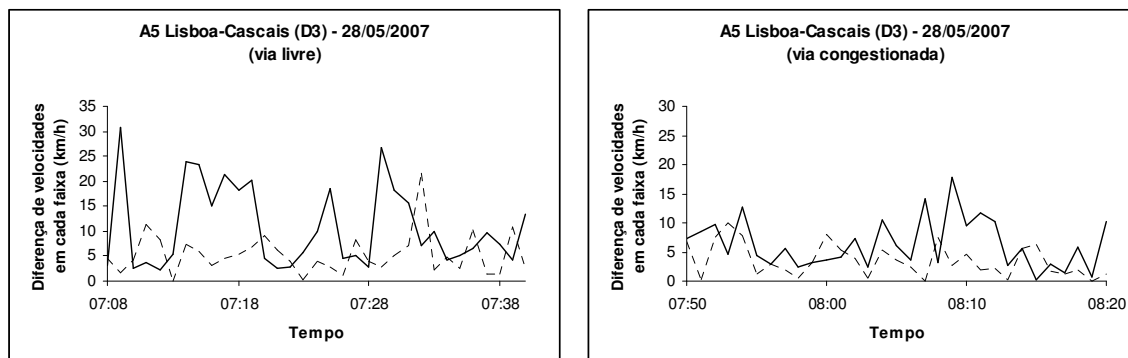 A5 Lisboa-Cascais (D3) - 28/05/2007
(via livre)
Diferença de velocidades
em cada faixa (km/h)
35
30
25
20
15
10
5
0
07:08 07:18 07:28 07:38
Tempo
A5 Lisboa-Cascais (D3) - 28/05/2007
(via congestionada)
Diferença de velocidades
em cada faixa (km/h)
30
25
20
15
10
5
0
07:50 08:00 08:10 08:20
Tempo